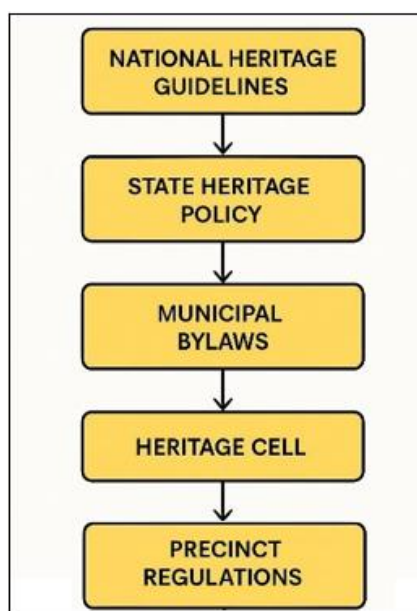 NATIONAL HERITAGE
GUIDELINES
STATE HERITAGE
POLICY
MUNICIPAL
BYLAWS
HERITAGE CELL
PRECINCT
REGULATIONS